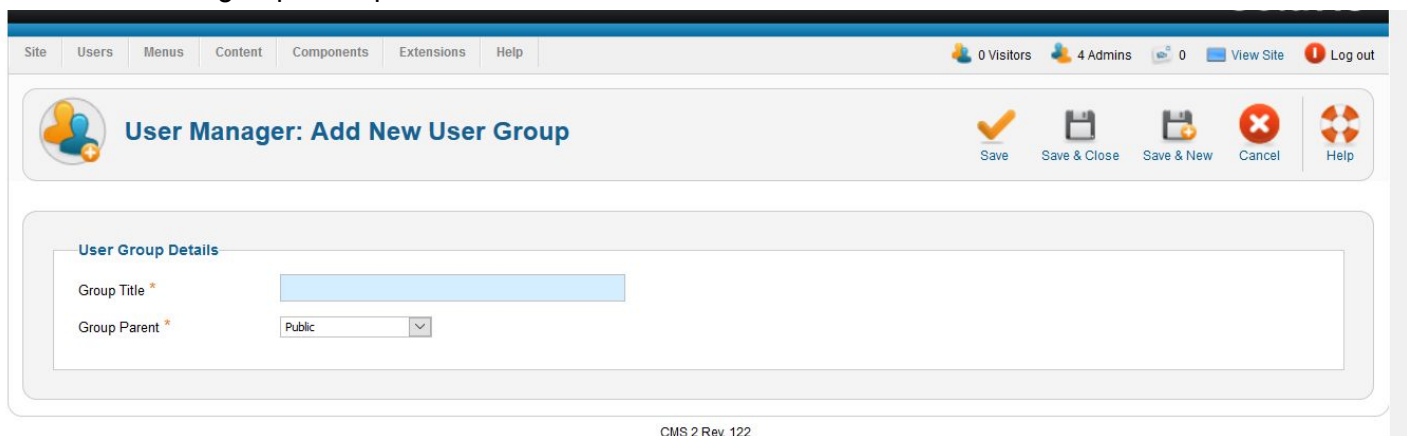 Site Users Menus Content Components Extensions Help 0 Visitors 4 Admins 0 View Site Log out
User Manager: Add New User Group
Save Save & Close Save & New Cancel Help
User Group Details
Group Title *
Group Parent * Public
CMS 2 Rev. 122